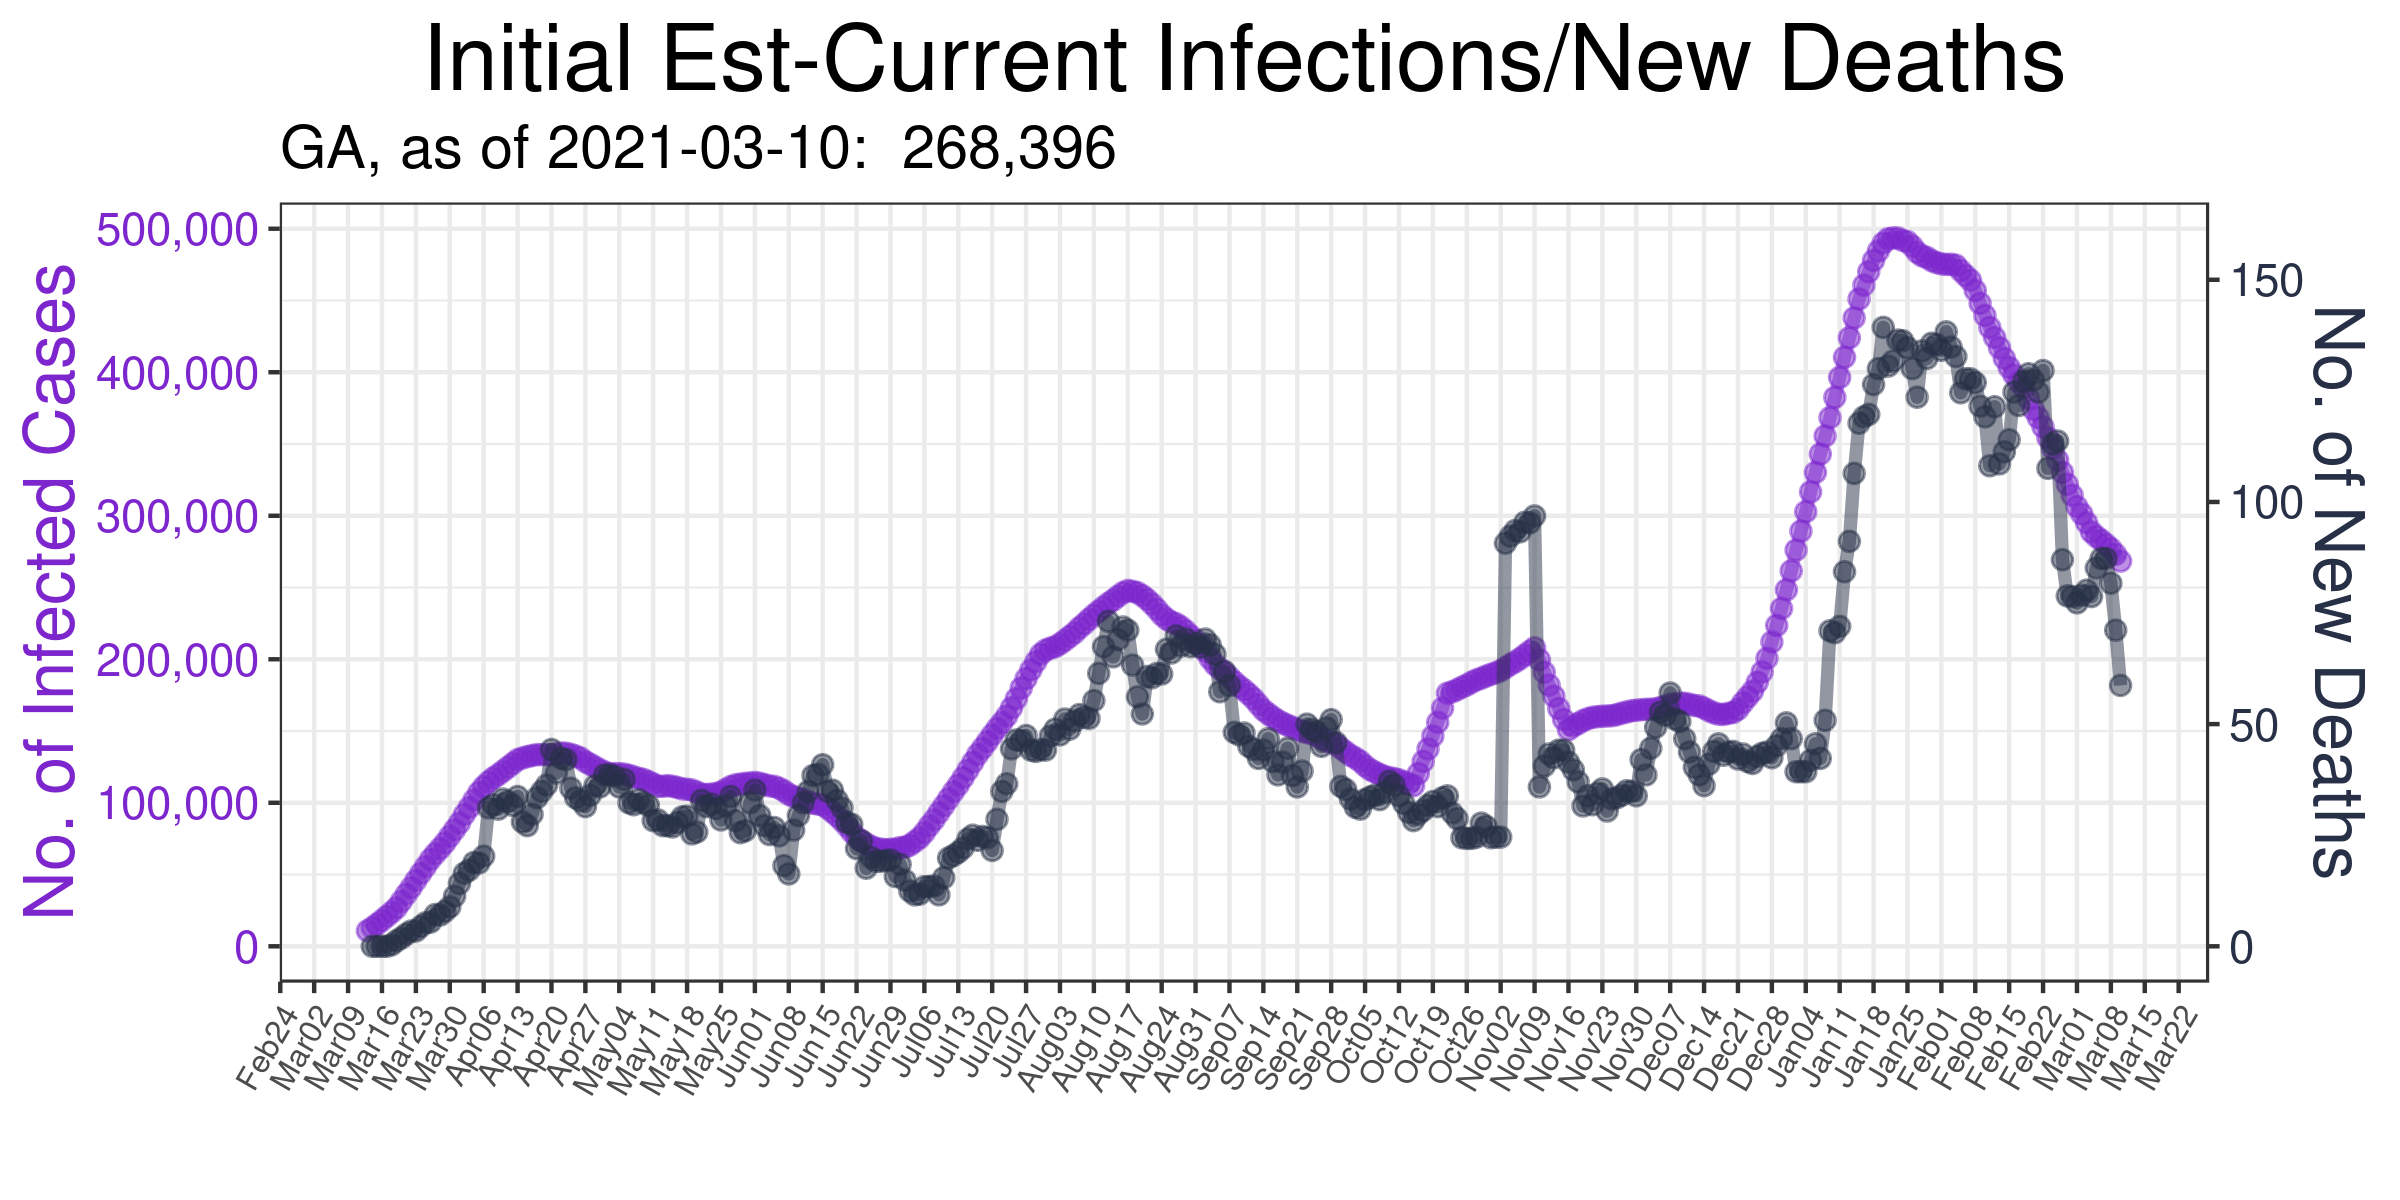 Initial Est-Current Infections/New Deaths
GA, as of 2021-03-10:  268,396
No. of Infected Cases
500,000
400,000
300,000
200,000
100,000
0
150
100
50
0
No. of New Deaths
Feb24
Mar02
Mar09
Mar16
Mar23
Mar30
Apr06
Apr13
Apr20
Apr27
May04
May11
May18
May25
Jun01
Jun08
Jun15
Jun22
Jun29
Jul06
Jul13
Jul20
Jul27
Aug03
Aug10
Aug17
Aug24
Aug31
Sep07
Sep14
Sep21
Sep28
Oct05
Oct12
Oct19
Oct26
Nov02
Nov09
Nov16
Nov23
Nov30
Dec07
Dec14
Dec21
Dec28
Jan04
Jan11
Jan18
Jan25
Feb01
Feb08
Feb15
Feb22
Mar01
Mar08
Mar15
Mar22